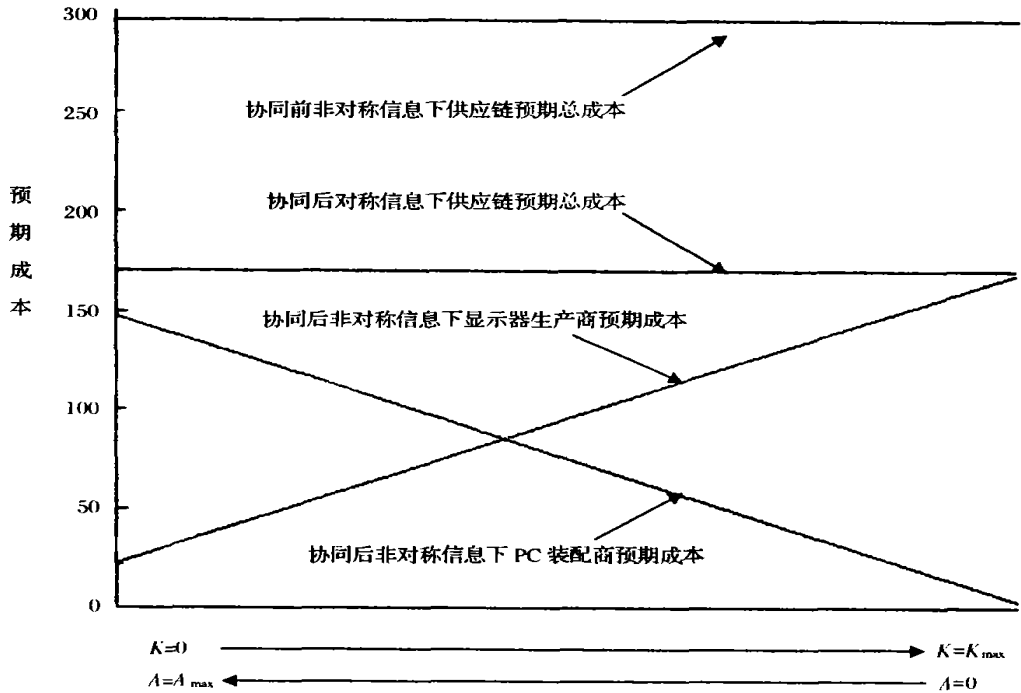 300
协同前非对称信息下供应链预期总成本
250
预期成本
200
协同后对称信息下供应链预期总成本
150
协同后非对称信息下显示器生产商预期成本
100
50
协同后非对称信息下 PC 装配商预期成本
0
K=0
K=Kmax
A=Amax
A=0